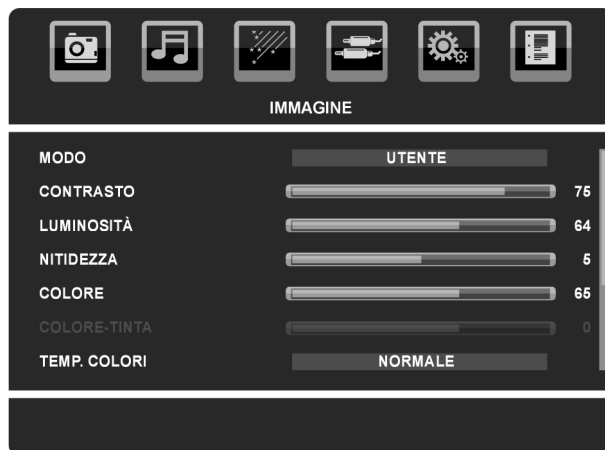 IMMAGINE
MODO UTENTE
CONTRASTO 75
LUMINOSITÀ 64
NITIDEZZA 5
COLORE 65
COLORE-TINTA 0
TEMP. COLORI NORMALE